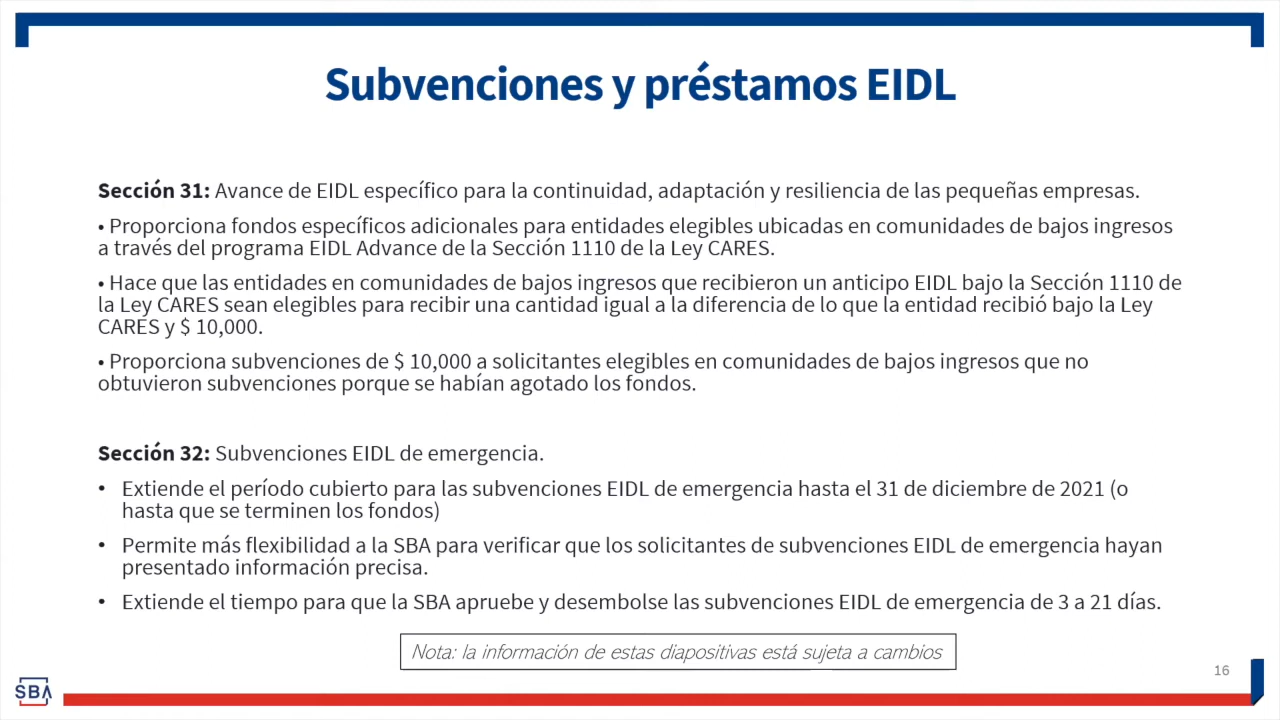 Subvenciones y préstamos EIDL
Sección 31: Avance de EIDL específico para la continuidad, adaptación y resiliencia de las pequeñas empresas.
• Proporciona fondos específicos adicionales para entidades elegibles ubicadas en comunidades de bajos ingresos
a través del programa EIDL Advance de la Sección 1110 de la Ley CARES.
• Hace que las entidades en comunidades de bajos ingresos que recibieron un anticipo EIDL bajo la Sección 1110 de
la Ley CARES sean elegibles para recibir una cantidad igual a la diferencia de lo que la entidad recibió bajo la Ley
CARES y $ 10,000.
• Proporciona subvenciones de $ 10,000 a solicitantes elegibles en comunidades de bajos ingresos que no
obtuvieron subvenciones porque se habían agotado los fondos.
Sección 32: Subvenciones EIDL de emergencia.
• Extiende el período cubierto para las subvenciones EIDL de emergencia hasta el 31 de diciembre de 2021 (o
hasta que se terminen los fondos)
• Permite más flexibilidad a la SBA para verificar que los solicitantes de subvenciones EIDL de emergencia hayan
presentado información precisa.
• Extiende el tiempo para que la SBA apruebe y desembolse las subvenciones EIDL de emergencia de 3 a 21 días.
Nota: la información de estas diapositivas está sujeta a cambios
16
SBA